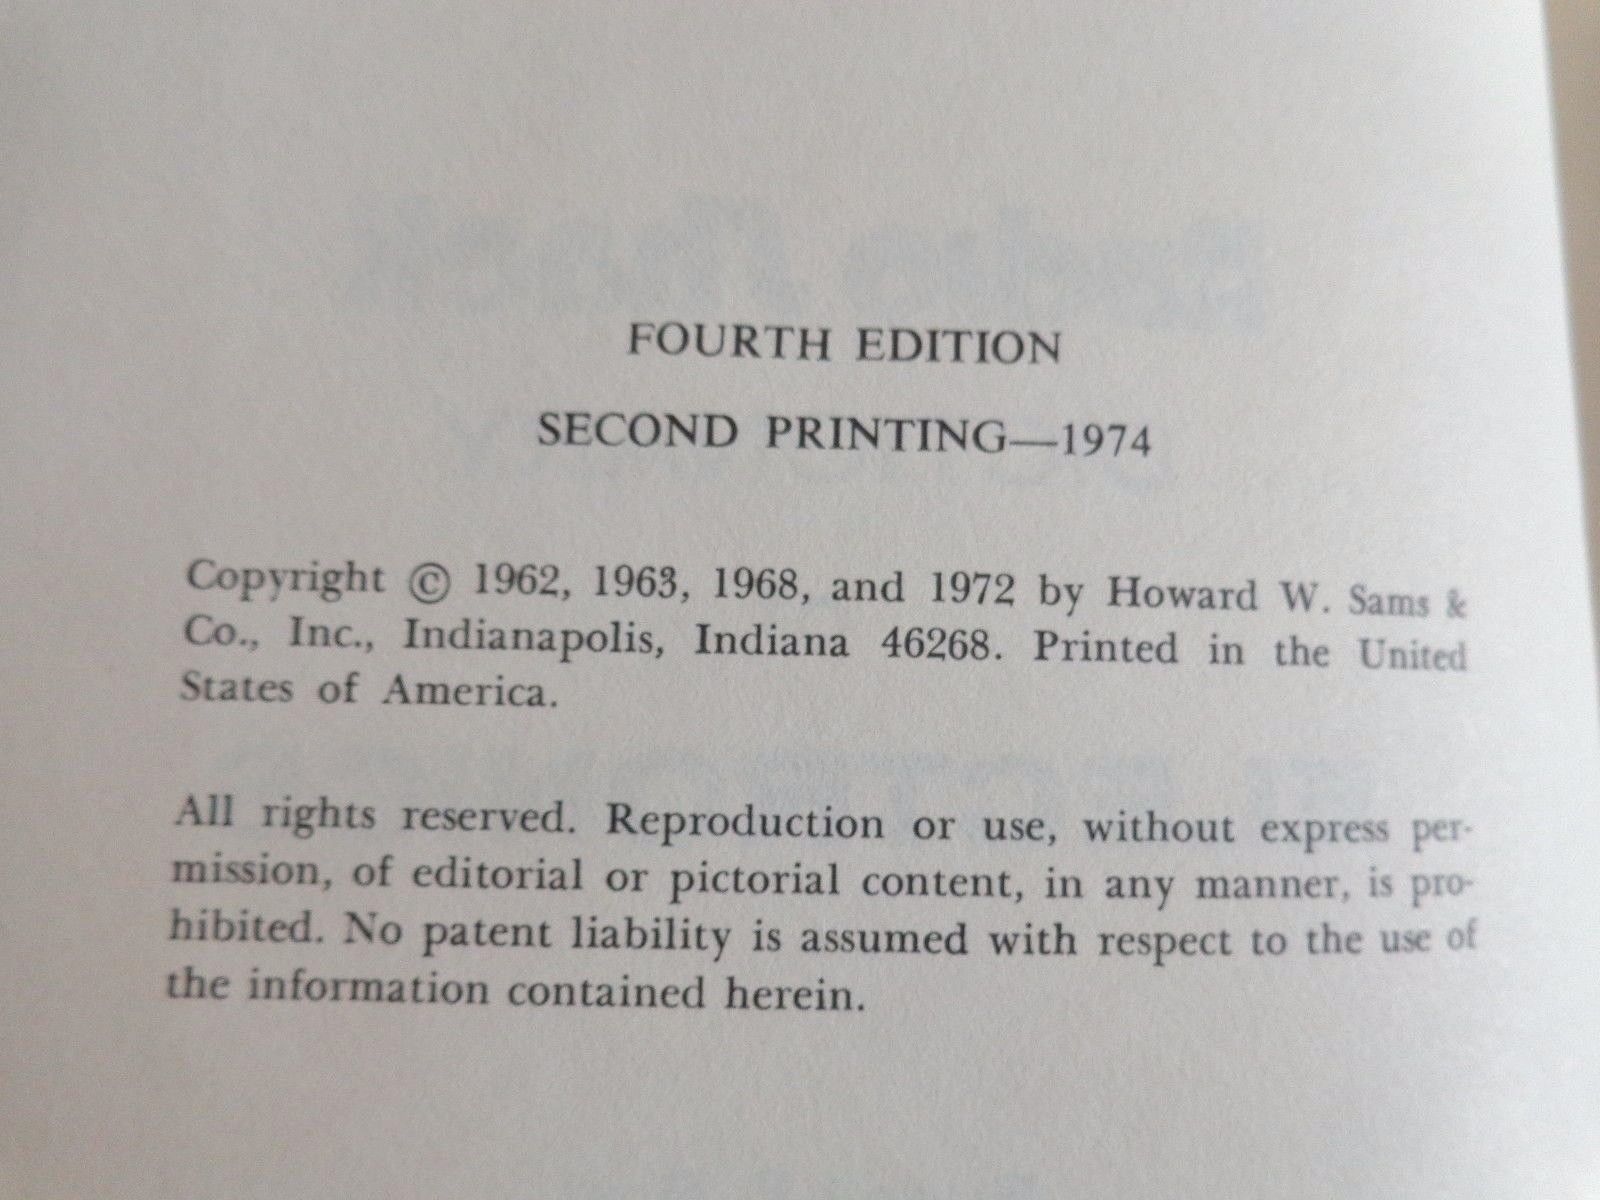 FOURTH EDITION
SECOND PRINTING—1974
Copyright © 1962, 1963, 1968, and 1972 by Howard W. Sams &
Co., Inc., Indianapolis, Indiana 46268. Printed in the United
States of America.
All rights reserved. Reproduction or use, without express per-
mission, of editorial or pictorial content, in any manner, is pro-
hibited. No patent liability is assumed with respect to the use of
the information contained herein.